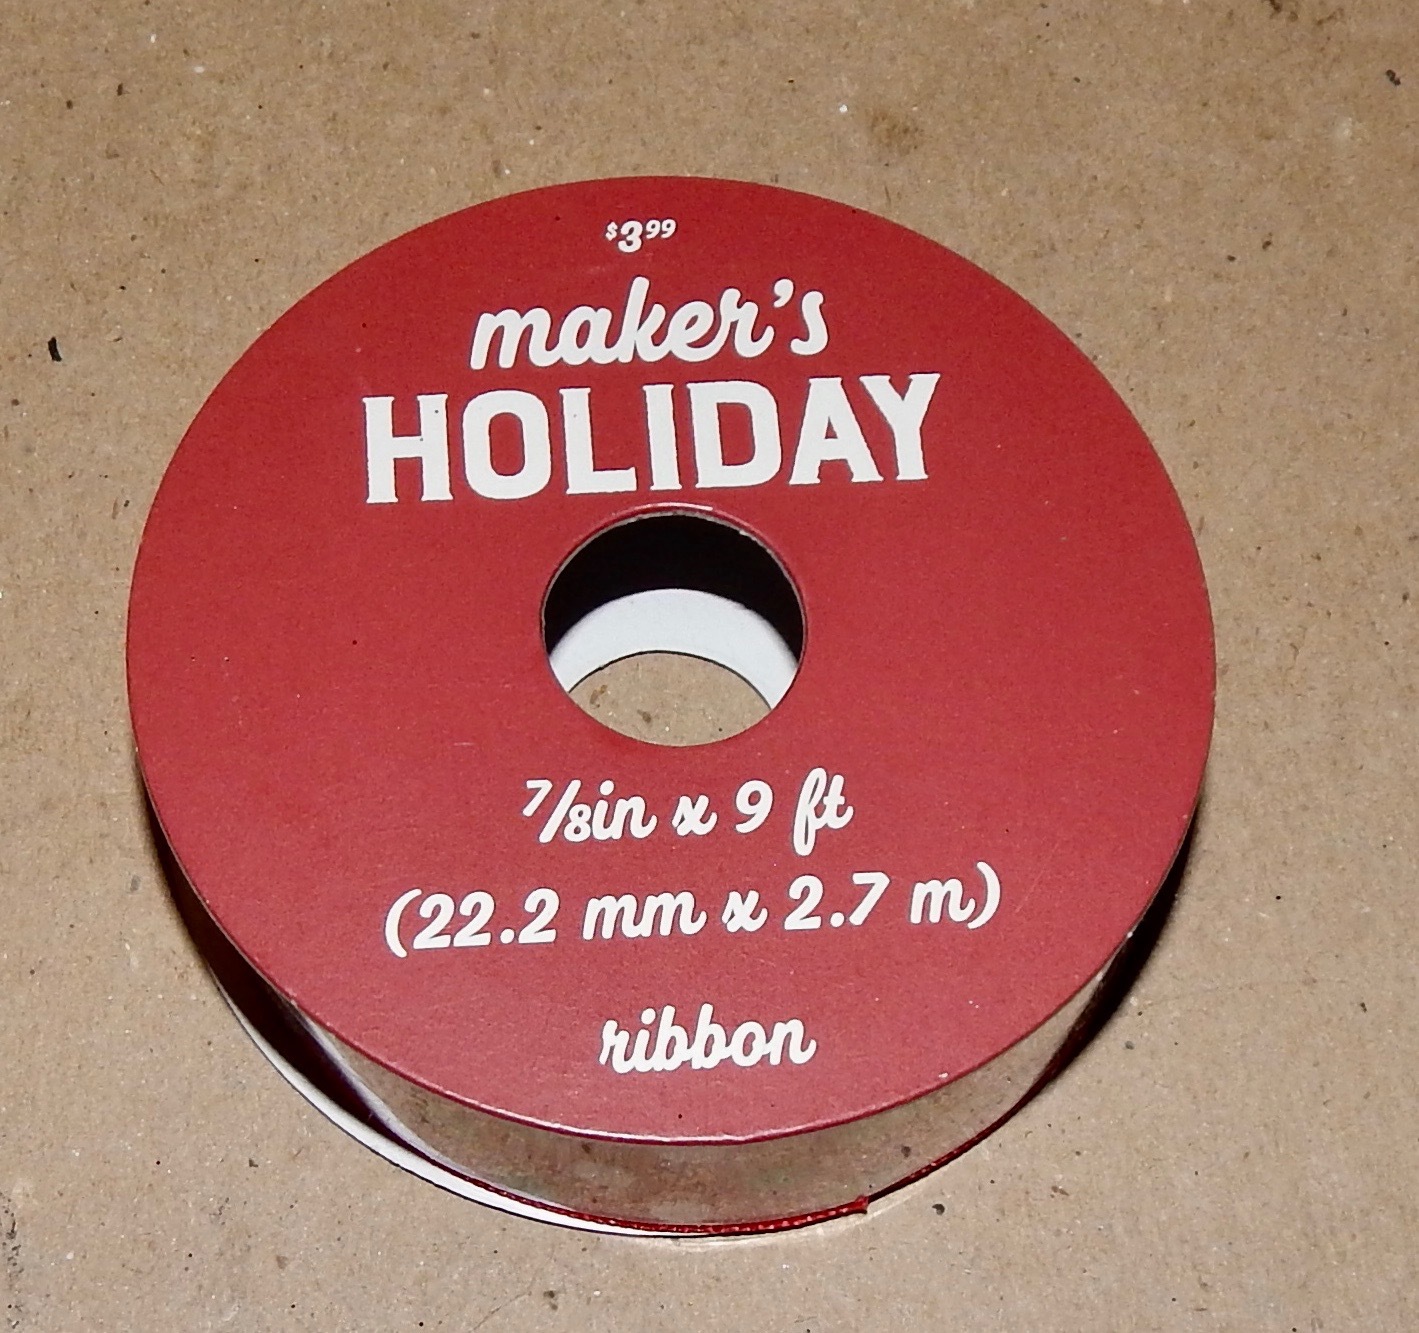 $3.99
maker's
HOLIDAY
7/8in x 9 ft
(22.2 mm x 2.7 m)
ribbon